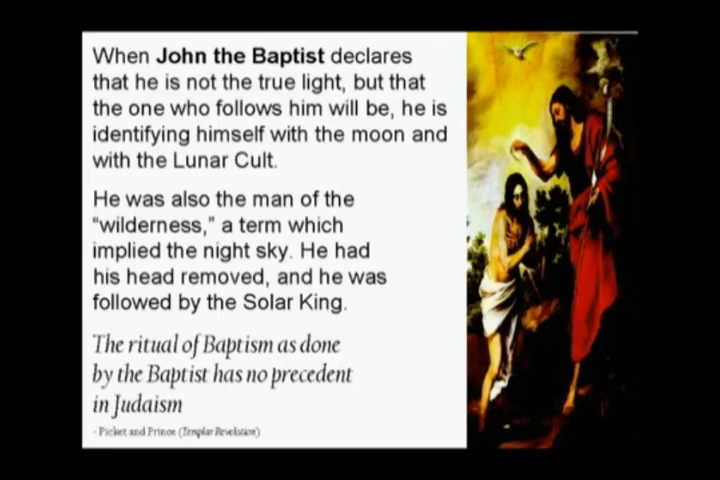 When John the Baptist declares
that he is not the true light, but that
the one who follows him will be, he is
identifying himself with the moon and
with the Lunar Cult.
He was also the man of the
“wilderness,” a term which
implied the night sky. He had
his head removed, and he was
followed by the Solar King.
The ritual of Baptism as done
by the Baptist has no precedent
in Judaism
- Picket and Prince (Templar Revelation)